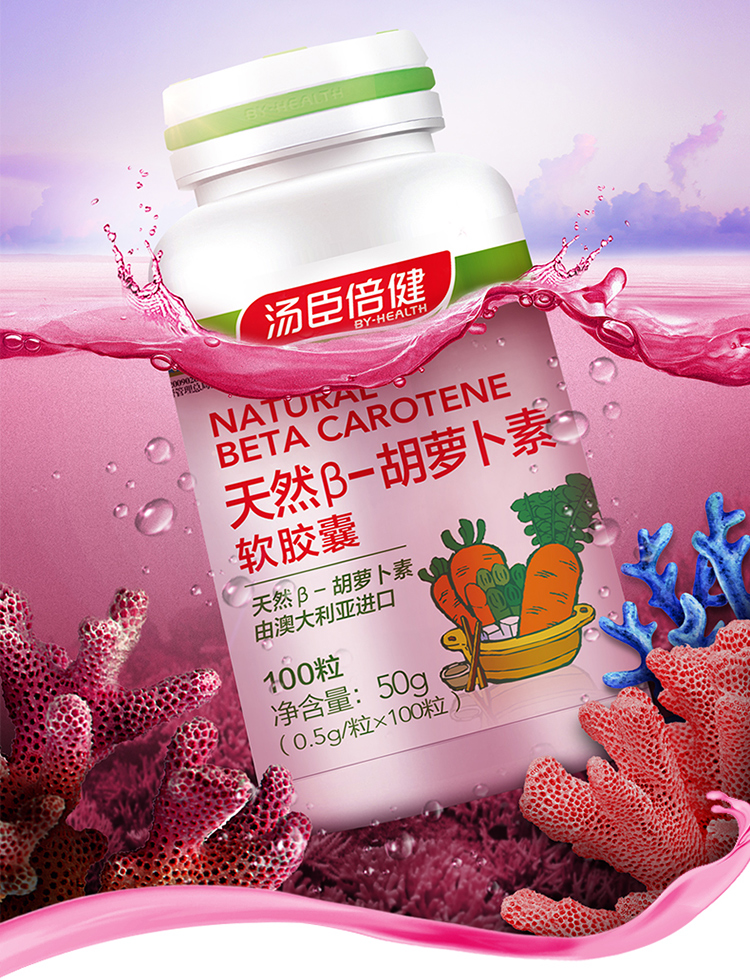 BY-HEALTH
汤臣倍健
BY-HEALTH
NATURAL
BETA CAROTENE
天然β-胡萝卜素
软胶囊
天然β-胡萝卜素
由澳大利亚进口
100粒
净含量：50g
（0.5g/粒×100粒）